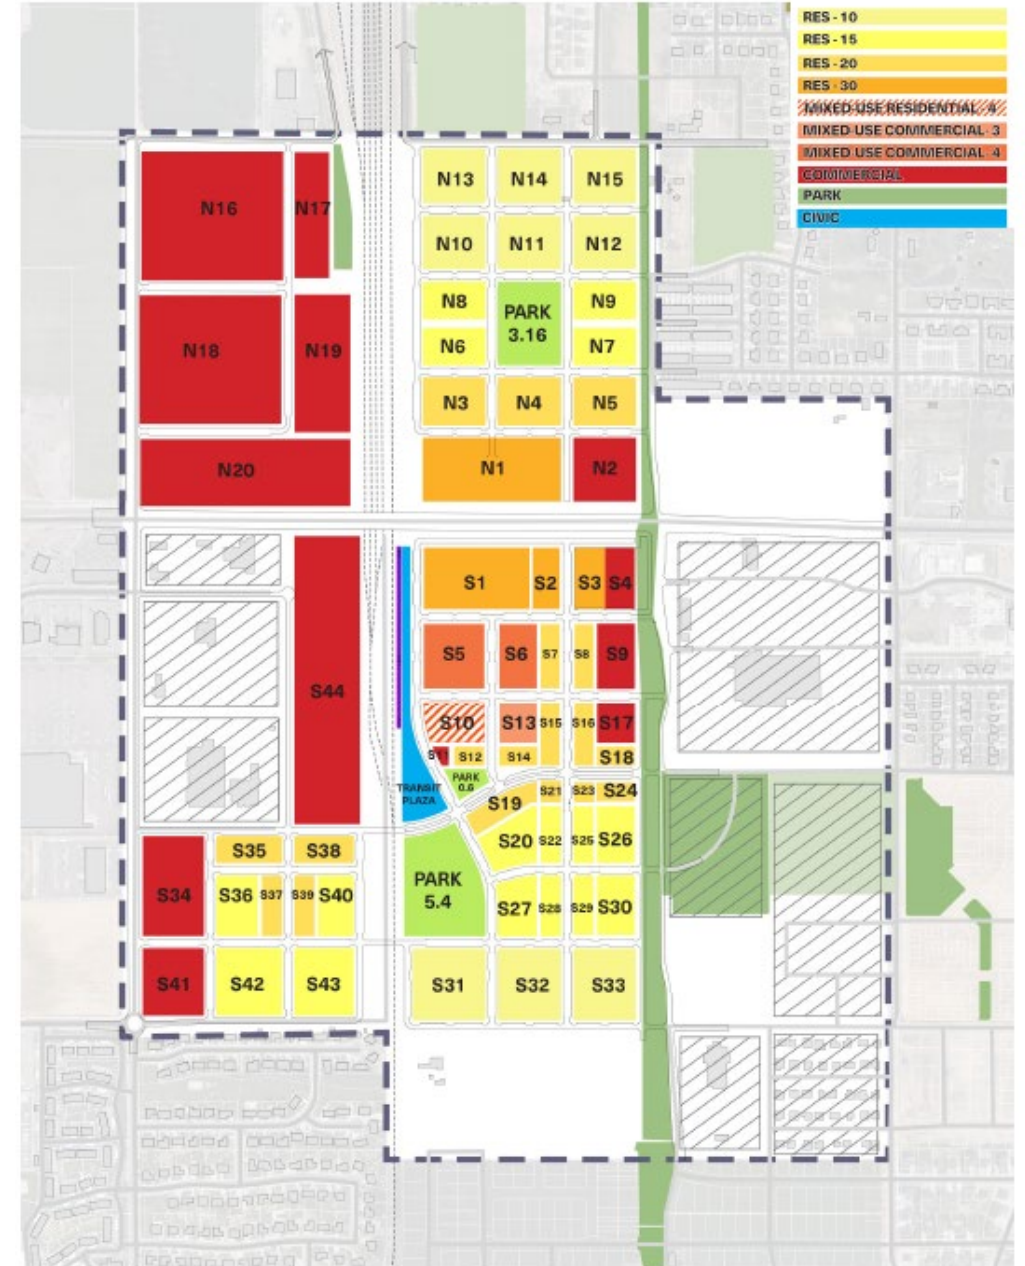 RES - 10
RES - 15
RES - 20
RES - 30
MIXED-USE RESIDENTIAL -4
MIXED-USE COMMERCIAL-3
MIXED-USE COMMERCIAL-4
COMMERCIAL
PARK
CIVIC
N16 N17 N13 N14 N15
N10 N11 N12
N8 PARK 3.16 N9
N18 N19 N6 N7
N3 N4 N5
N20 N1 N2
S1 S2 S3 S4
S5 S6 S7 S8 S9
S44
S10 S13 S15 S16 S17
S11 S12 S14 S18
PARK
0.6
TRANSIT
PLAZA
S19 S21 S23 S24
S20 S22 S25 S26
S35 S38
PARK
5.4
S34 S36 S37 S39 S40
S27 S28 S29 S30
S41 S42 S43 S31 S32 S33